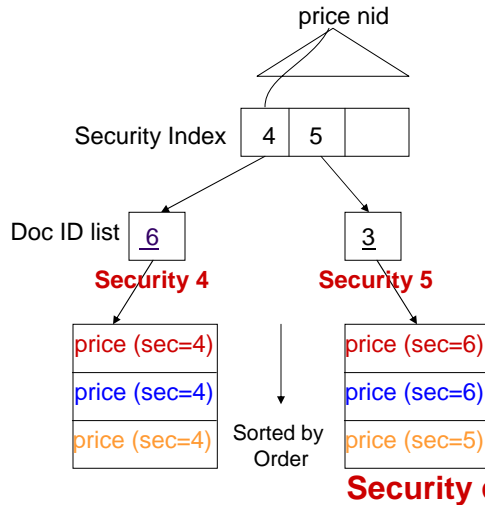 price nid
Security Index 4 5
Doc ID list 6 3
Security 4 Security 5
price (sec=4) price (sec=6)
price (sec=4) price (sec=6)
price (sec=4) Sorted by Order price (sec=5)
Security